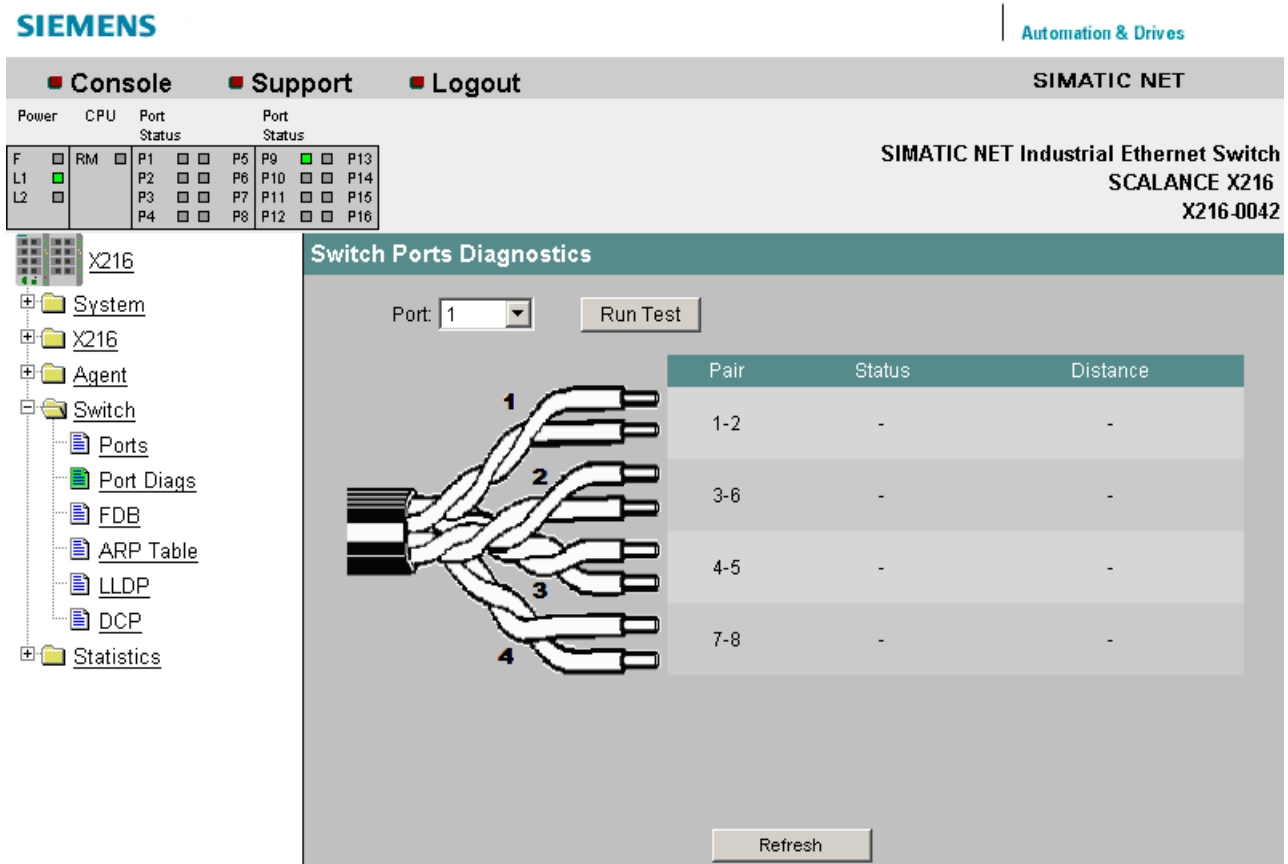 SIEMENS
Automation & Drives
Console Support Logout SIMATIC NET
Power CPU Port Status Port Status
F RM P1 P5 P9 P13
L1 P2 P6 P10 P14
L2 P3 P7 P11 P15
P4 P8 P12 P16
SIMATIC NET Industrial Ethernet Switch
SCALANCE X216
X216-0042
X216
System
X216
Agent
Switch
Ports
Port Diags
FDB
ARP Table
LLDP
DCP
Statistics
Switch Ports Diagnostics
Port: 1 Run Test
Pair Status Distance
1-2 - -
3-6 - -
4-5 - -
7-8 - -
1
2
3
4
Refresh